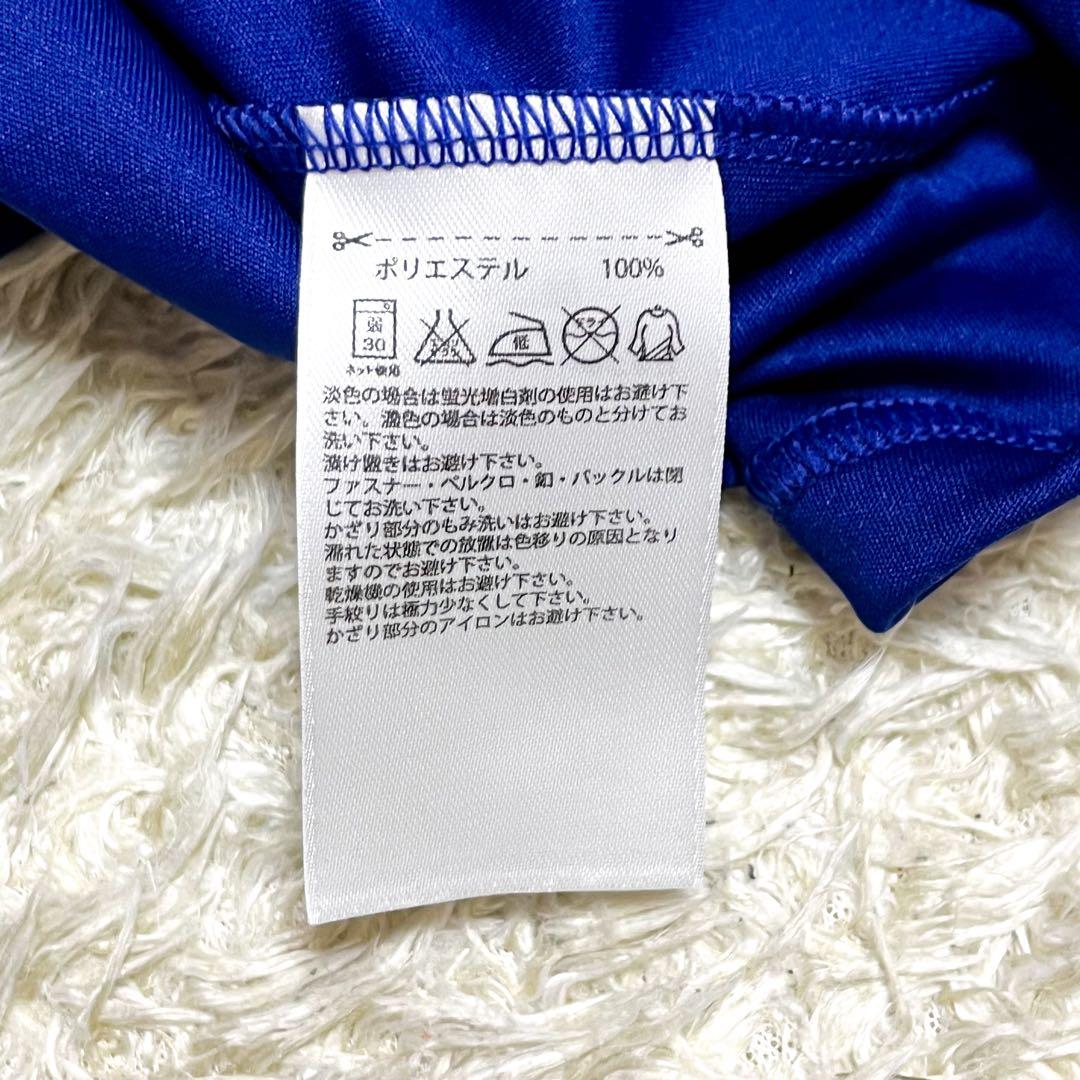 ポリエステル 100%
弱
30
ネット使用
エンソ
サラシ
低
ドライ
淡色の場合は蛍光増白剤の使用はお避け下
さい。濃色の場合は淡色のものと分けてお
洗い下さい。
漬け置きはお避け下さい。
ファスナー・ベルクロ・釦・バックルは閉
じてお洗い下さい。
かざり部分のもみ洗いはお避け下さい。
濡れた状態での放置は色移りの原因となり
ますのでお避け下さい。
乾燥機の使用はお避け下さい。
手絞りは極力少なくして下さい。
かざり部分のアイロンはお避け下さい。